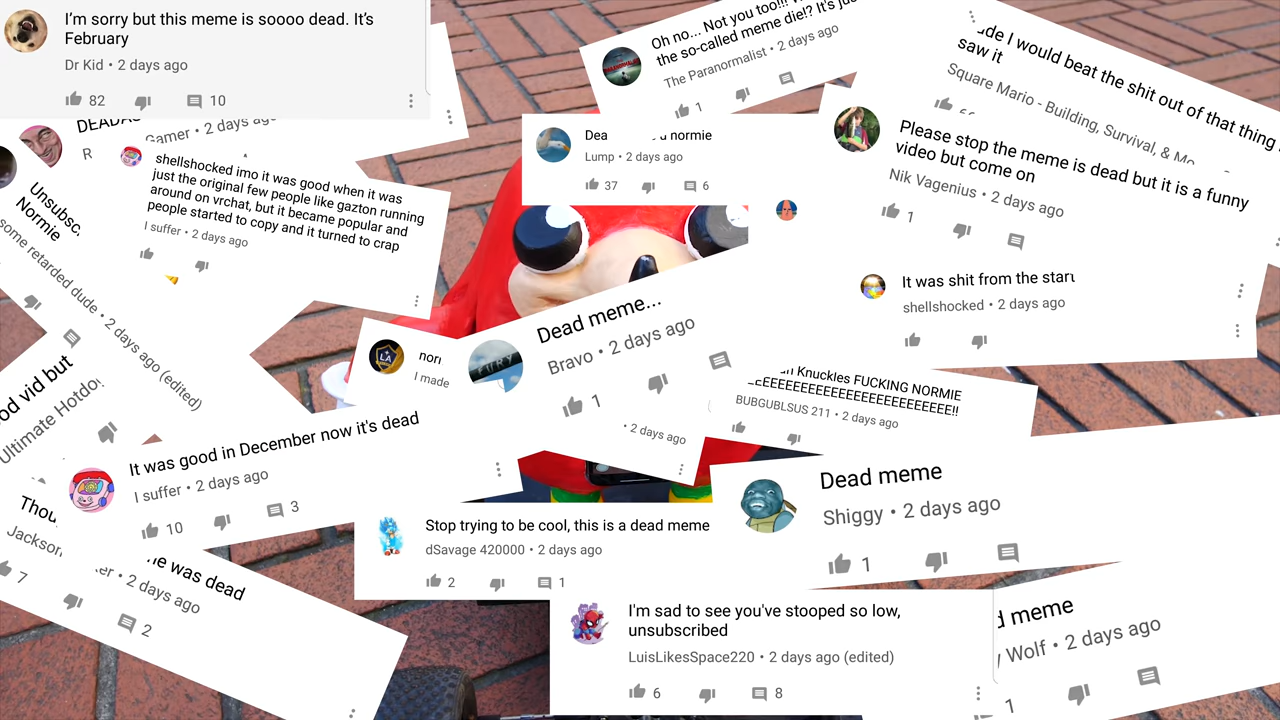 I’m sorry but this meme is soooo dead. It’s
February
Dr Kid • 2 days ago
82
10
Oh no... Not you too!!!
the so-called meme die!? It's
The Paranormalist • 2 days ago
1
I would beat the shit out of that thing
saw it
Square Mario - Building, Survival, &
Gamer • 2 days ago
R
shellshocked imo it was good when it was
just the original few people like gazton running
around on vrchat, but it became popular and
people started to copy and it turned to crap
I suffer • 2 days ago
normie
Lump • 2 days ago
37
6
Please stop the meme is dead but it is a funny
video but come on
Nik Vagenius • 2 days ago
1
Normie
some retarded dude • 2 days ago (edited)
It was shit from the start
shellshocked • 2 days ago
Dead meme...
Bravo • 2 days ago
1
I made
• 2 days ago
Knuckles FUCKING NORMIE
BUBGUBLSUS 211 • 2 days ago
vid but
Ultimate
It was good in December now it's dead
I suffer • 2 days ago
10
3
Dead meme
Shiggy • 2 days ago
1
Stop trying to be cool, this is a dead meme
dSavage 420000 • 2 days ago
2
1
7
was dead
• 2 days ago
2
I'm sad to see you've stooped so low,
unsubscribed
LuisLikesSpace220 • 2 days ago (edited)
6
8
meme
Wolf • 2 days ago
1